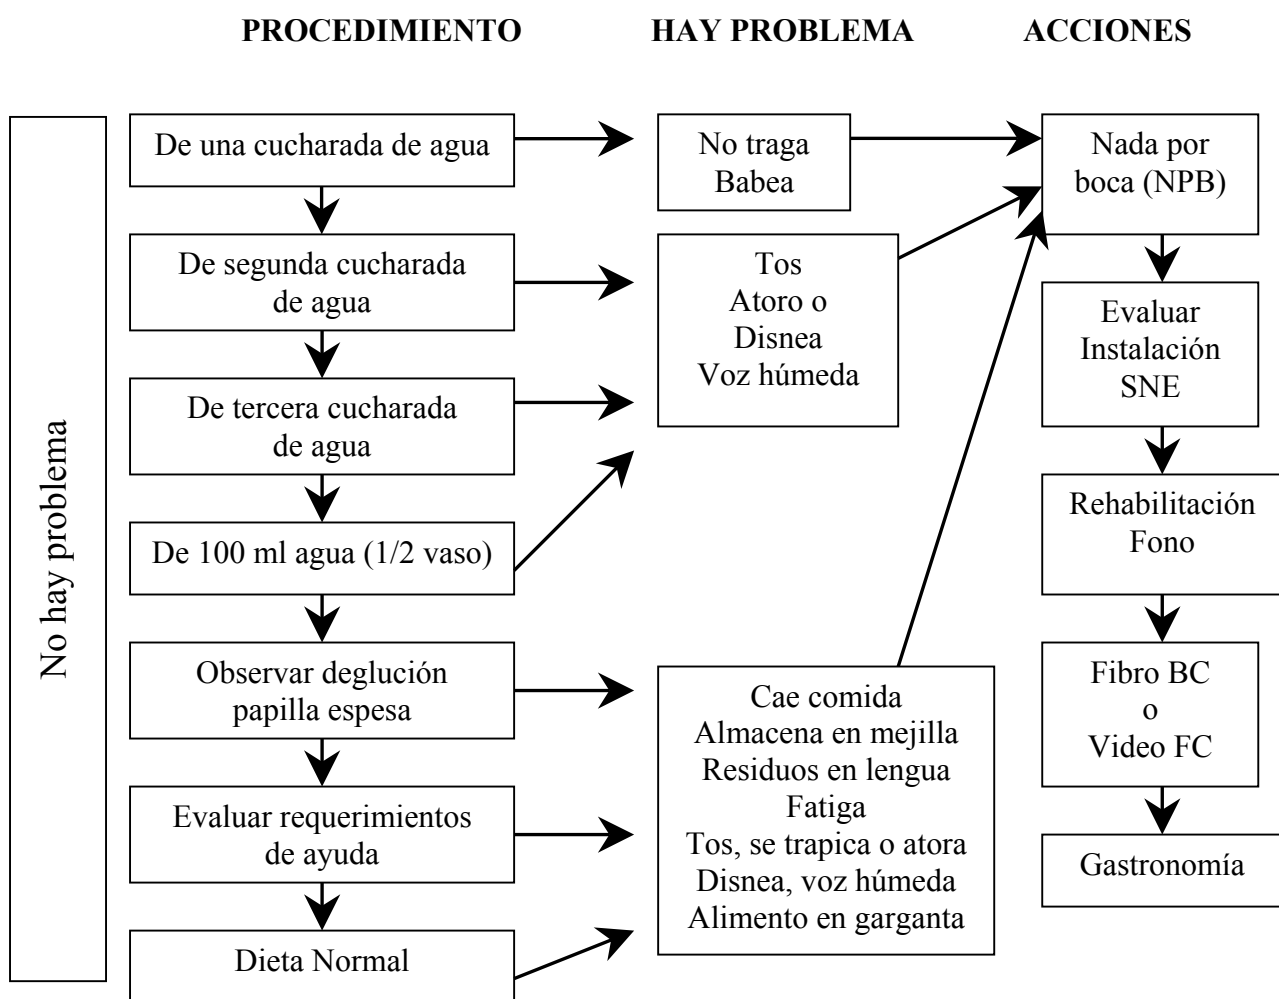 PROCEDIMIENTO
HAY PROBLEMA
ACCIONES
No hay problema
De una cucharada de agua
De segunda cucharada
de agua
De tercera cucharada
de agua
De 100 ml agua (1/2 vaso)
Observar deglución
papilla espesa
Evaluar requerimientos
de ayuda
Dieta Normal
No traga
Babea
Tos
Atoro o
Disnea
Voz húmeda
Cae comida
Almacena en mejilla
Residuos en lengua
Fatiga
Tos, se trapica o atora
Disnea, voz húmeda
Alimento en garganta
Nada por
boca (NPB)
Evaluar
Instalación
SNE
Rehabilitación
Fono
Fibro BC
o
Video FC
Gastronomía